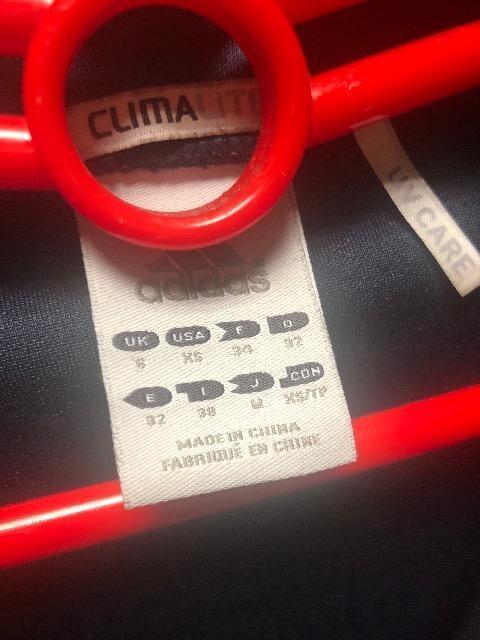 CLIMALITE
UV CARE
adidas
UK USA F D
6 XS 34 32
E I J CDN
32 38 M XS/TP
MADE IN CHINA
FABRIQUÉ EN CHINE